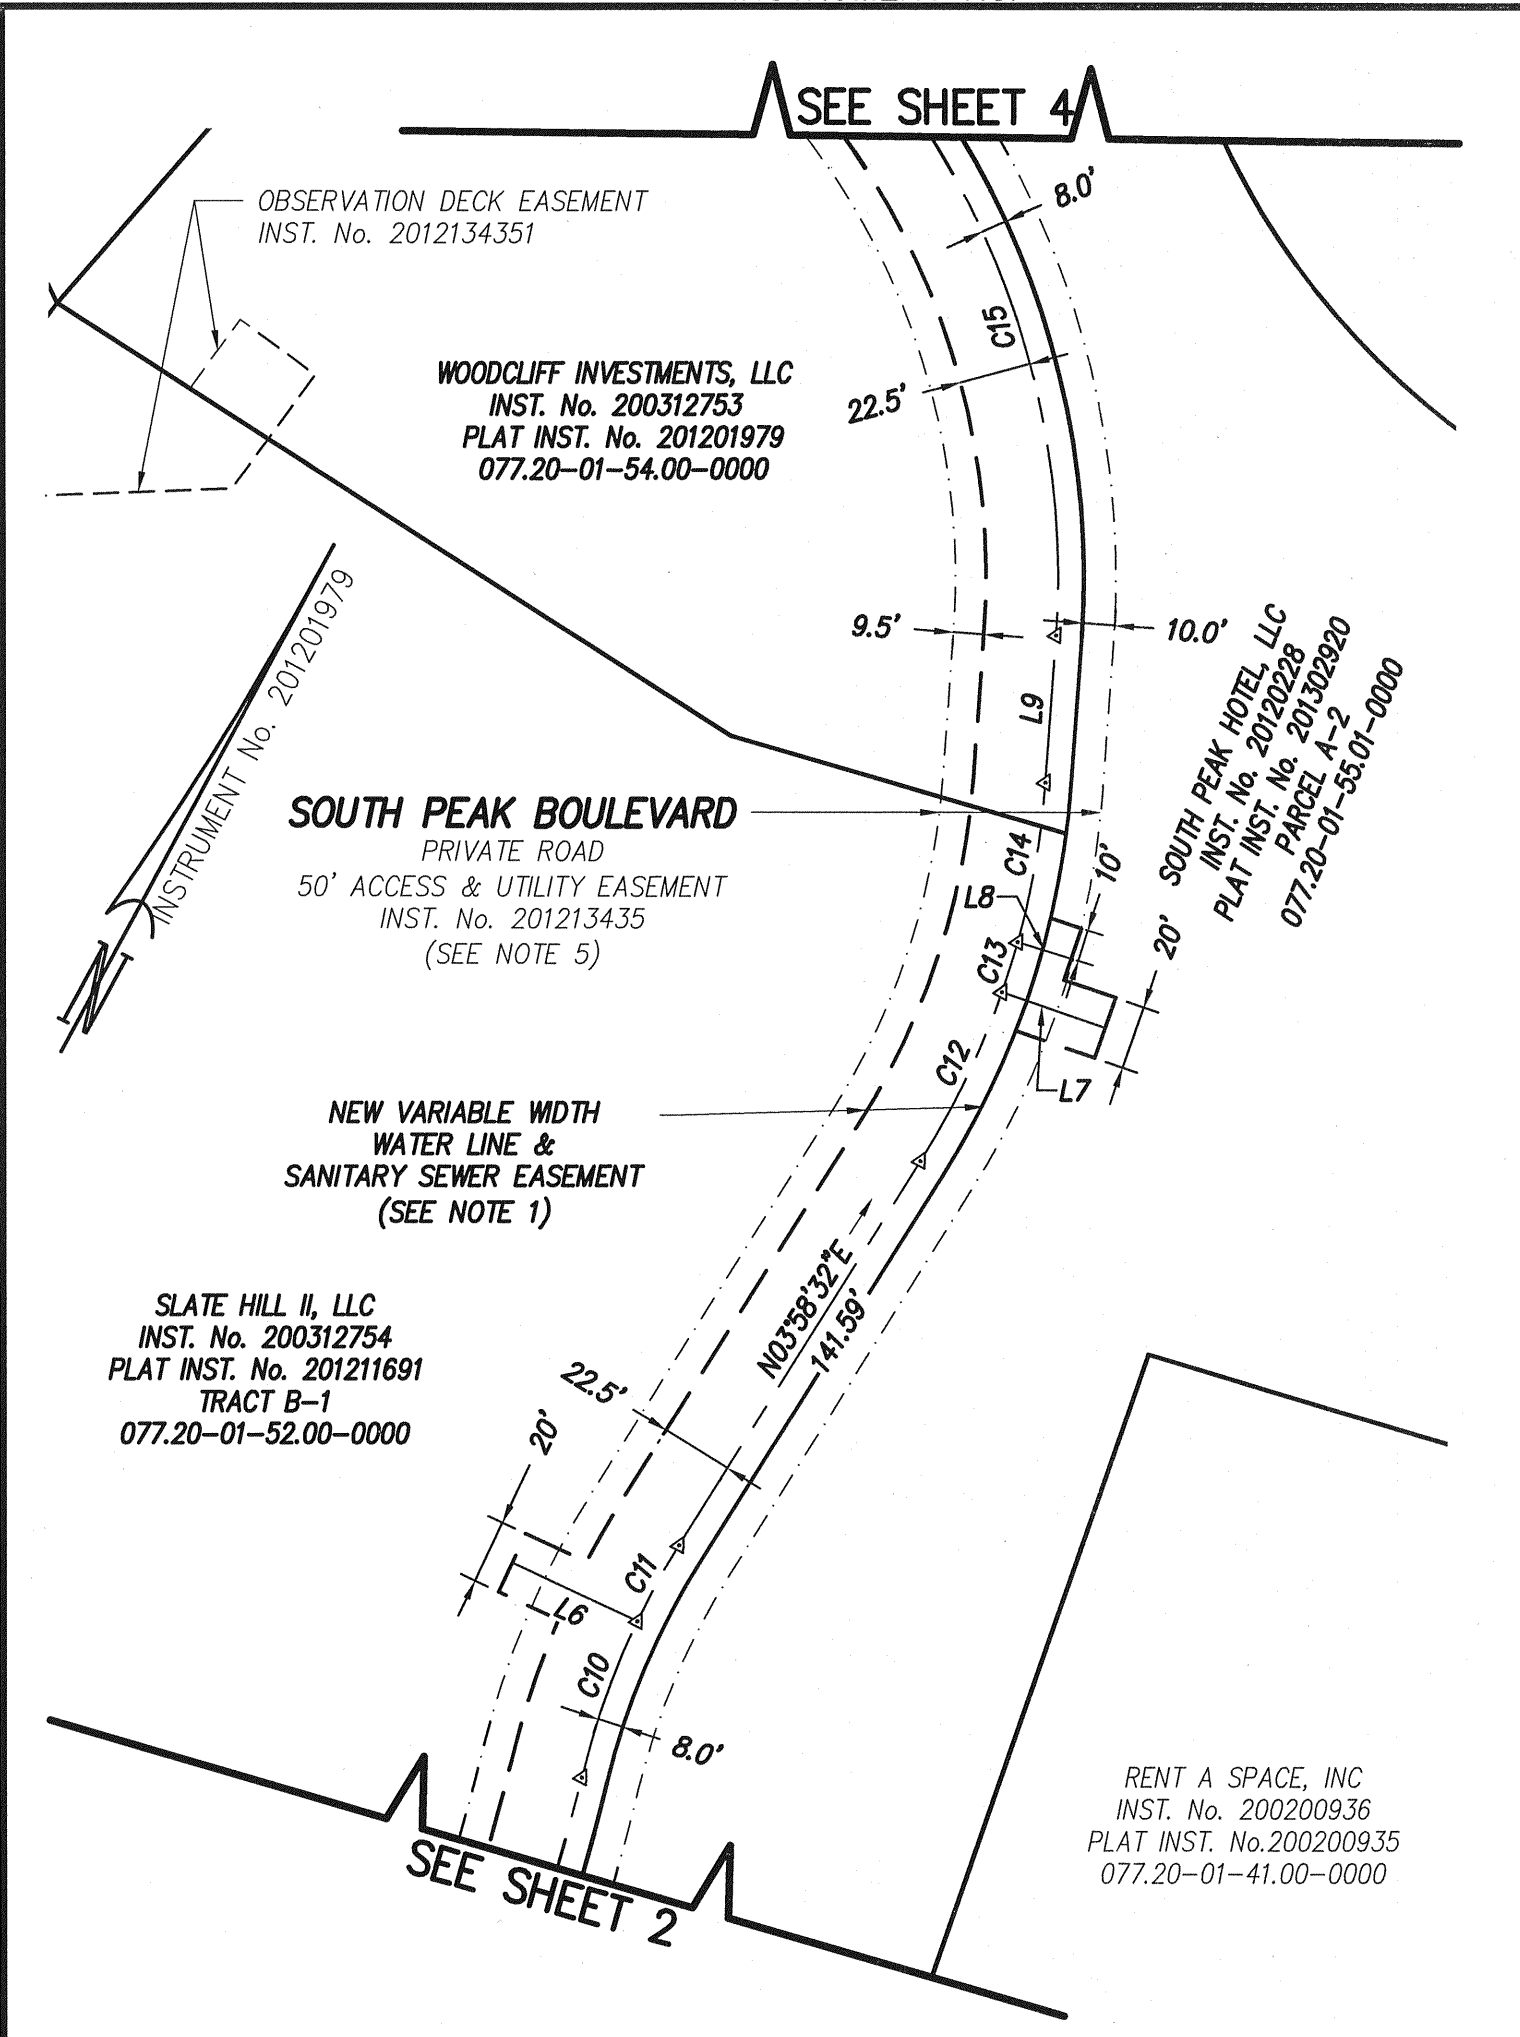 SEE SHEET 4
8.0'
OBSERVATION DECK EASEMENT
INST. No. 2012134351
C15
WOODCLIFF INVESTMENTS, LLC
INST. No. 200312753
PLAT INST. No. 201201979
077.20-01-54.00-0000
22.5'
INSTRUMENT No. 201201979
N
9.5'
10.0'
L9
SOUTH PEAK HOTEL, LLC
INST. No. 20120228
PLAT INST. No. 201302920
PARCEL A-2
077.20-01-55.01-0000
SOUTH PEAK BOULEVARD
PRIVATE ROAD
50' ACCESS & UTILITY EASEMENT
INST. No. 201213435
(SEE NOTE 5)
C14
10'
L8
C13
20'
C12
L7
NEW VARIABLE WIDTH
WATER LINE &
SANITARY SEWER EASEMENT
(SEE NOTE 1)
N03°58'32"E
141.59'
SLATE HILL II, LLC
INST. No. 200312754
PLAT INST. No. 201211691
TRACT B-1
077.20-01-52.00-0000
22.5'
20'
C11
L6
C10
8.0'
RENT A SPACE, INC
INST. No. 200200936
PLAT INST. No.200200935
077.20-01-41.00-0000
SEE SHEET 2